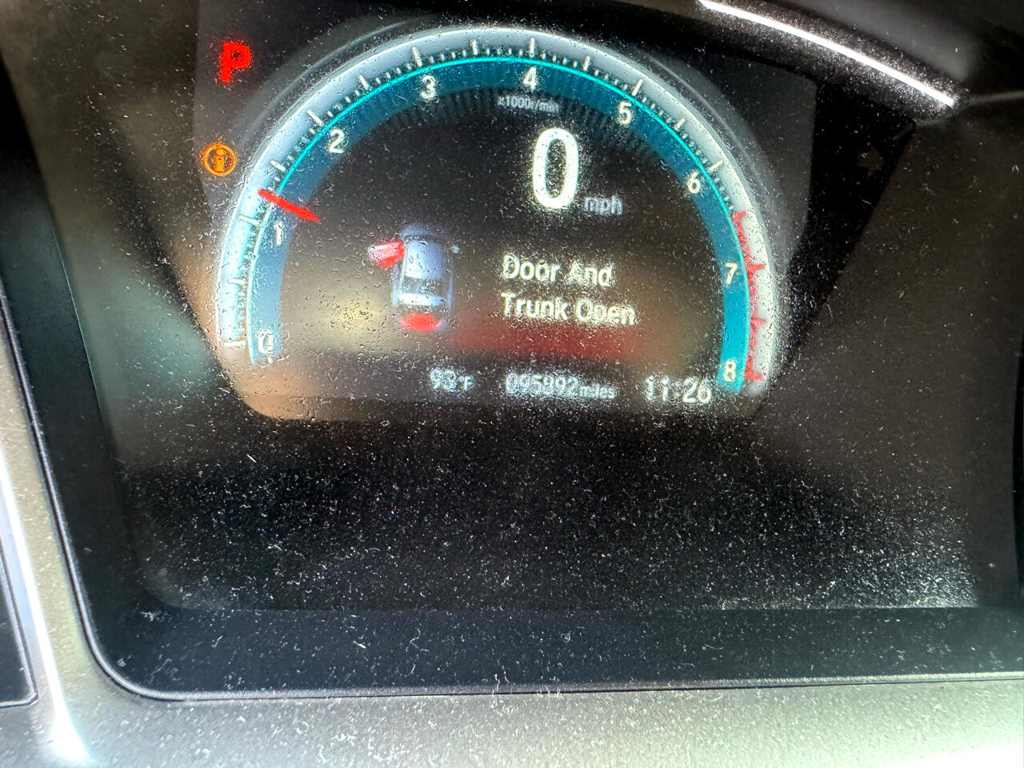 P
4
3
5
x1000r/min
2
0 mph
6
1
Door And
7
Trunk Open
0
8
93°F 095892 miles 11:26